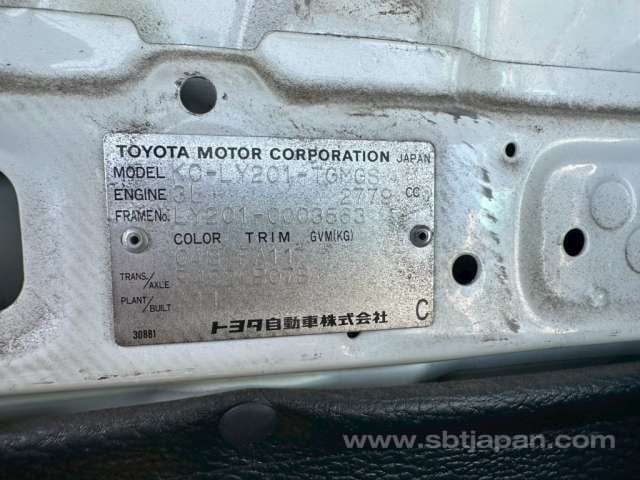 TOYOTA MOTOR CORPORATION JAPAN
MODEL KC-LY201-TGMGS
ENGINE 3L 2779 CC
FRAME No. LY201-0003663
COLOR TRIM GVM(KG)
TRANS./AXLE
PLANT/BUILT
トヨタ自動車株式会社 C
30881
www.sbtjapan.com